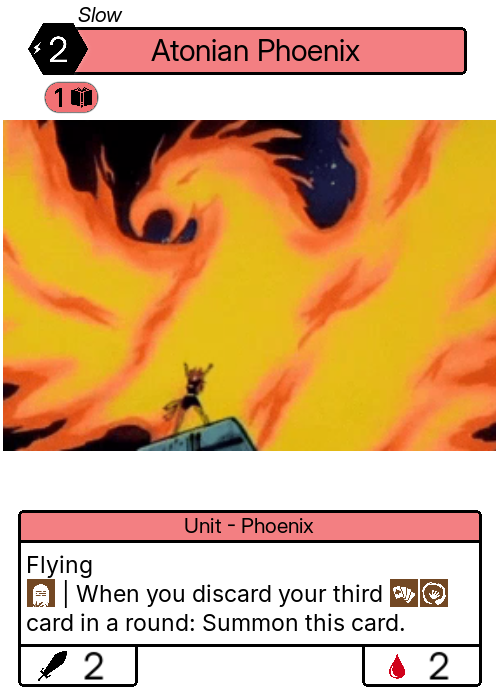 Slow
2
Atonian Phoenix
1
Unit - Phoenix
Flying
| When you discard your third
card in a round: Summon this card.
2
2